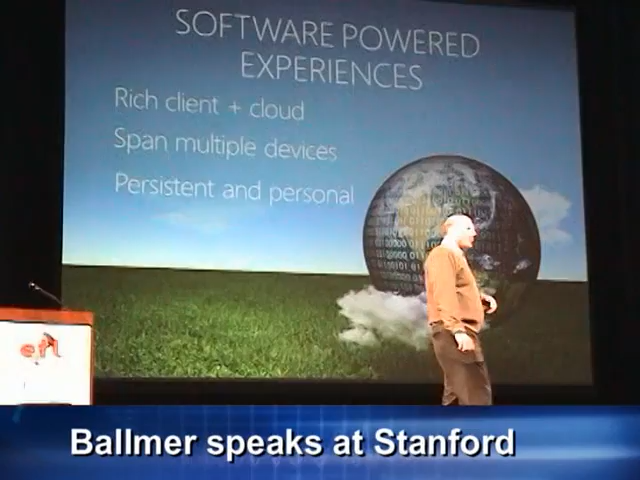 SOFTWARE POWERED
EXPERIENCES
Rich client + cloud
Span multiple devices
Persistent and personal
Ballmer speaks at Stanford